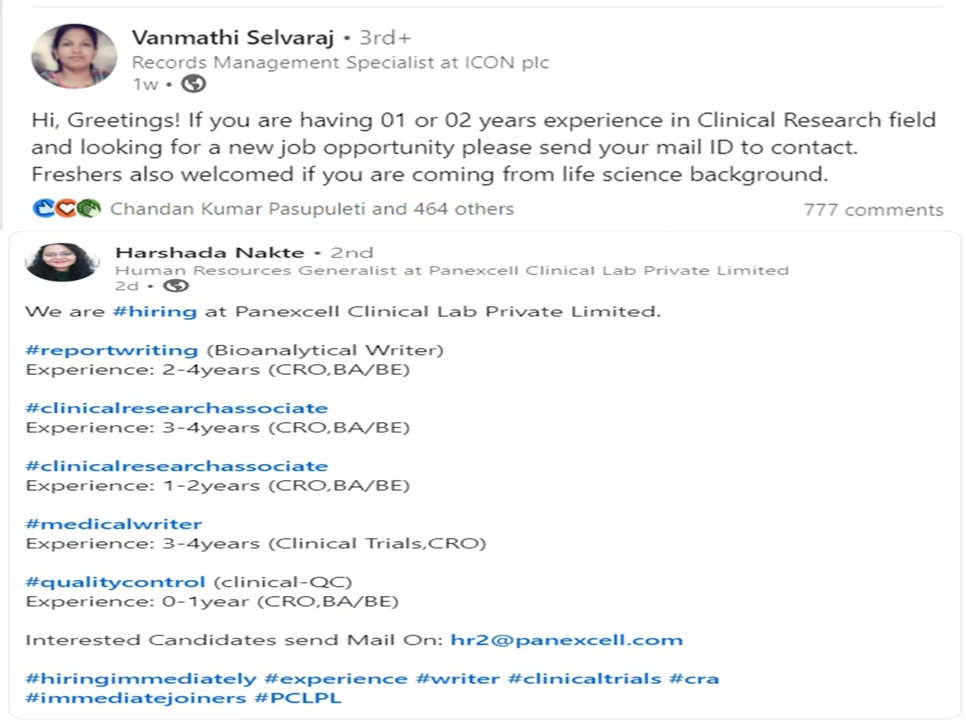 Vanmathi Selvaraj • 3rd+
Records Management Specialist at ICON plc
1w •
Hi, Greetings! If you are having 01 or 02 years experience in Clinical Research field
and looking for a new job opportunity please send your mail ID to contact.
Freshers also welcomed if you are coming from life science background.
Chandan Kumar Pasupuleti and 464 others 777 comments
Harshada Nakte • 2nd
Human Resources Generalist at Panexcell Clinical Lab Private Limited
2d •
We are #hiring at Panexcell Clinical Lab Private Limited.
#reportwriting (Bioanalytical Writer)
Experience: 2-4years (CRO,BA/BE)
#clinicalresearchassociate
Experience: 3-4years (CRO,BA/BE)
#clinicalresearchassociate
Experience: 1-2years (CRO,BA/BE)
#medicalwriter
Experience: 3-4years (Clinical Trials,CRO)
#qualitycontrol (clinical-QC)
Experience: 0-1year (CRO,BA/BE)
Interested Candidates send Mail On: hr2@panexcell.com
#hiringimmediately #experience #writer #clinicaltrials #cra
#immediatejoiners #PCLPL